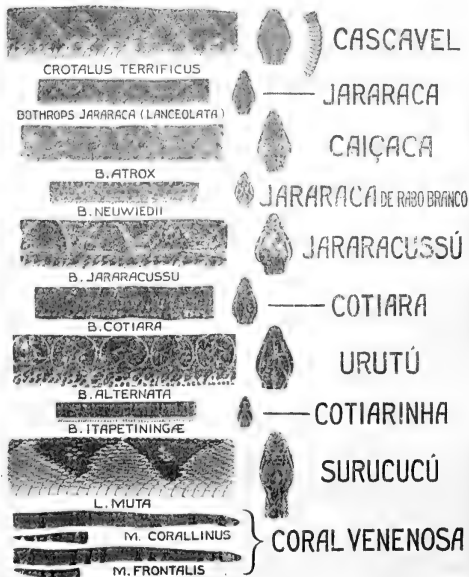 CASCAVEL
CROTALUS TERRIFICUS
JARARACA
BOTHROPS JARARACA (LANCEOLATA)
CAIÇACA
B. ATROX
JARARACA DE RABO BRANCO
B. NEUWIEDII
JARARACUSSÚ
B. JARARACUSSU
COTIARA
B. COTIARA
URUTÚ
B. ALTERNATA
COTIARINHA
B. ITAPETININGÆ
SURUCUCÚ
L. MUTA
M. CORALLINUS
CORAL VENENOSA
M. FRONTALIS